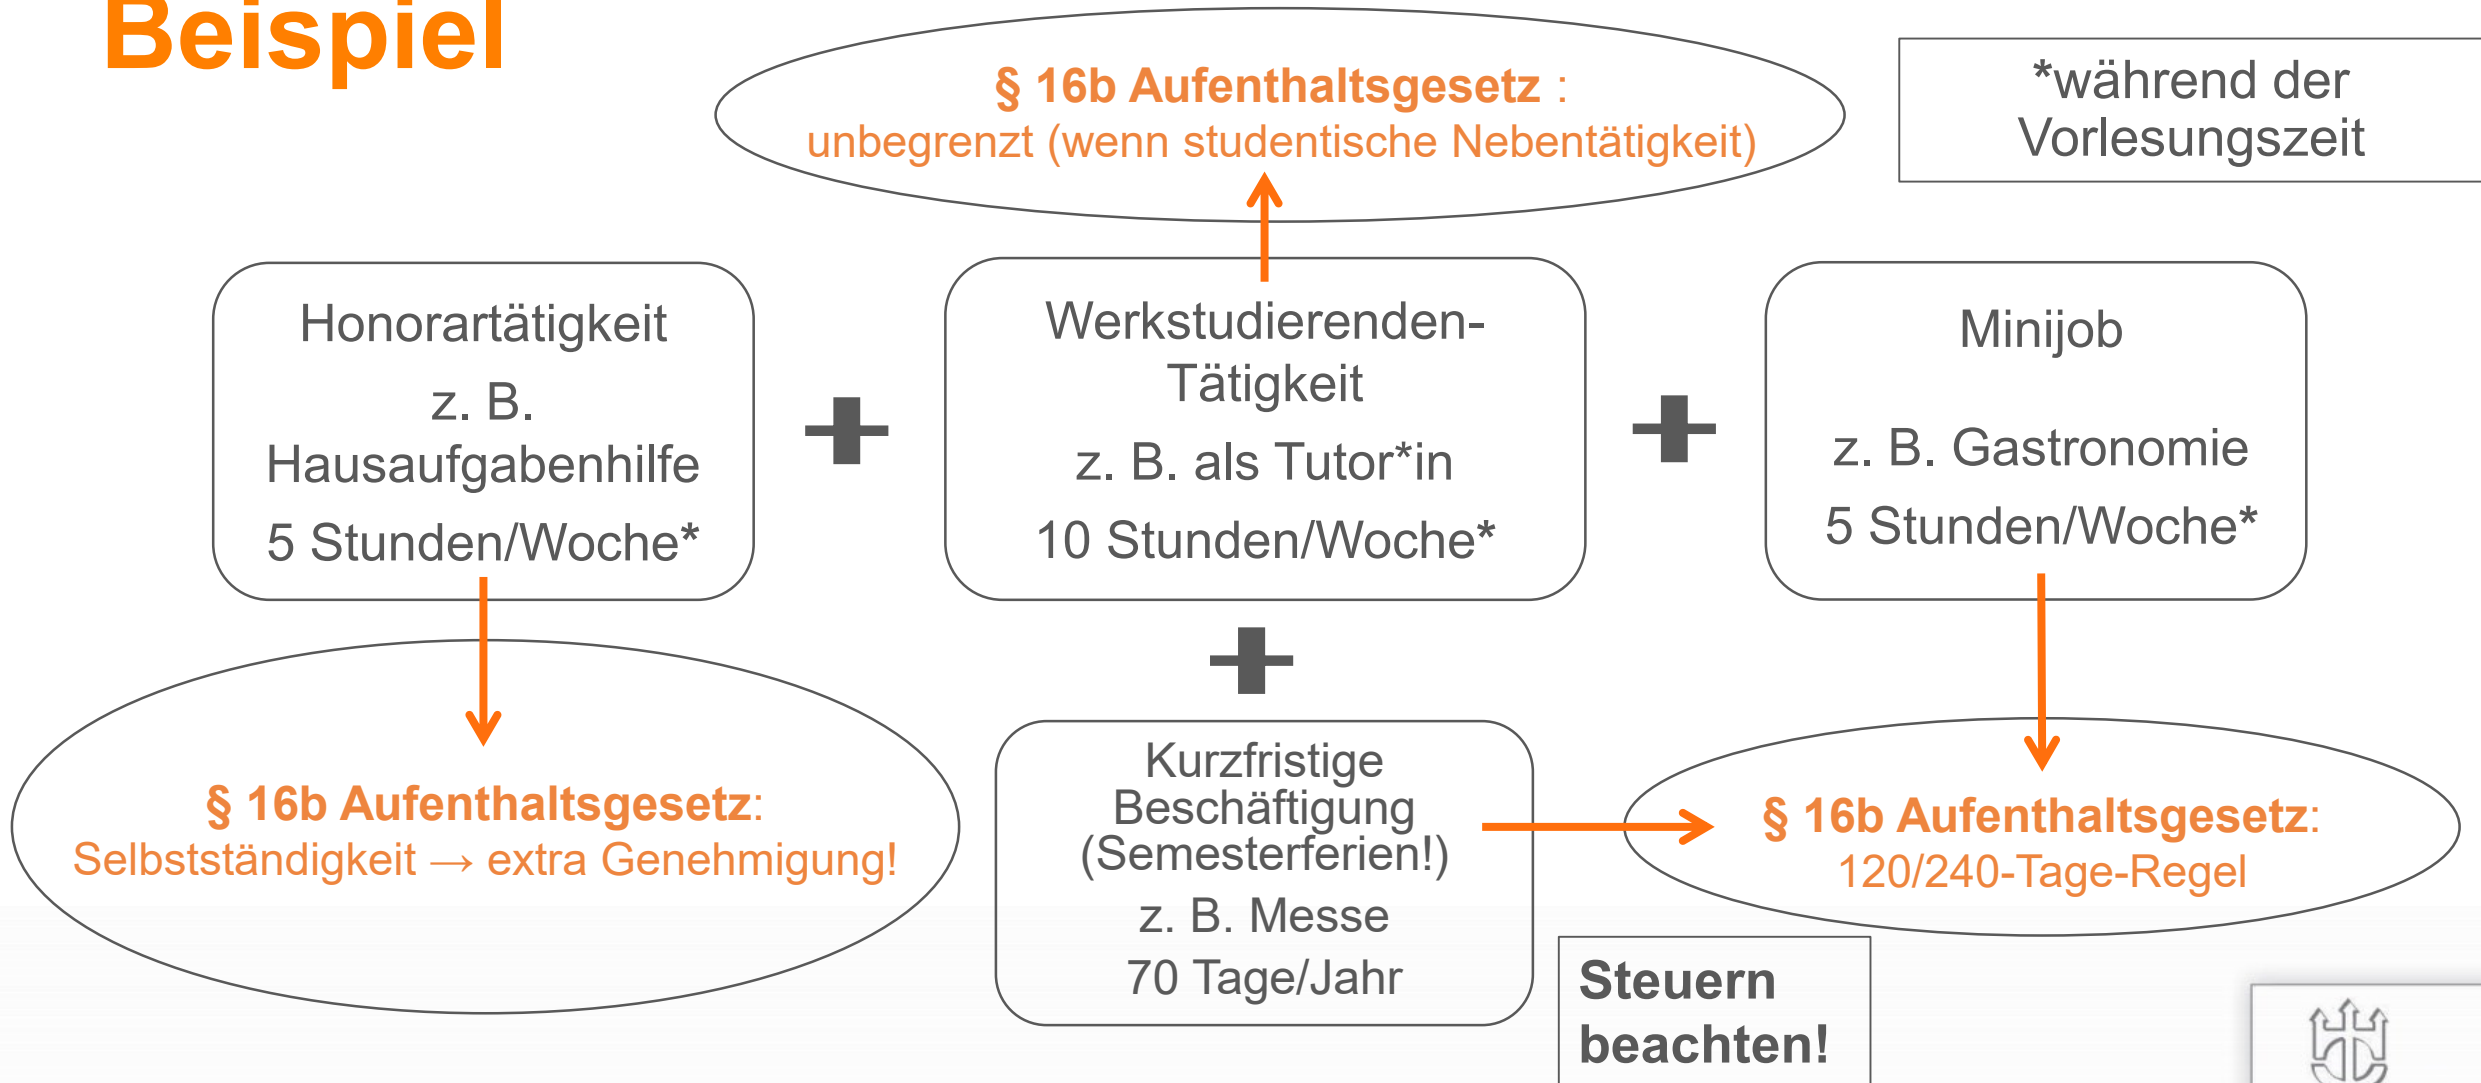 Beispiel
§ 16b Aufenthaltsgesetz :
unbegrenzt (wenn studentische Nebentätigkeit)
*während der
Vorlesungszeit
Honorartätigkeit
z. B.
Hausaufgabenhilfe
5 Stunden/Woche*
Werkstudierenden-
Tätigkeit
z. B. als Tutor*in
10 Stunden/Woche*
Minijob
z. B. Gastronomie
5 Stunden/Woche*
§ 16b Aufenthaltsgesetz:
Selbstständigkeit → extra Genehmigung!
Kurzfristige
Beschäftigung
(Semesterferien!)
z. B. Messe
70 Tage/Jahr
§ 16b Aufenthaltsgesetz:
120/240-Tage-Regel
Steuern
beachten!